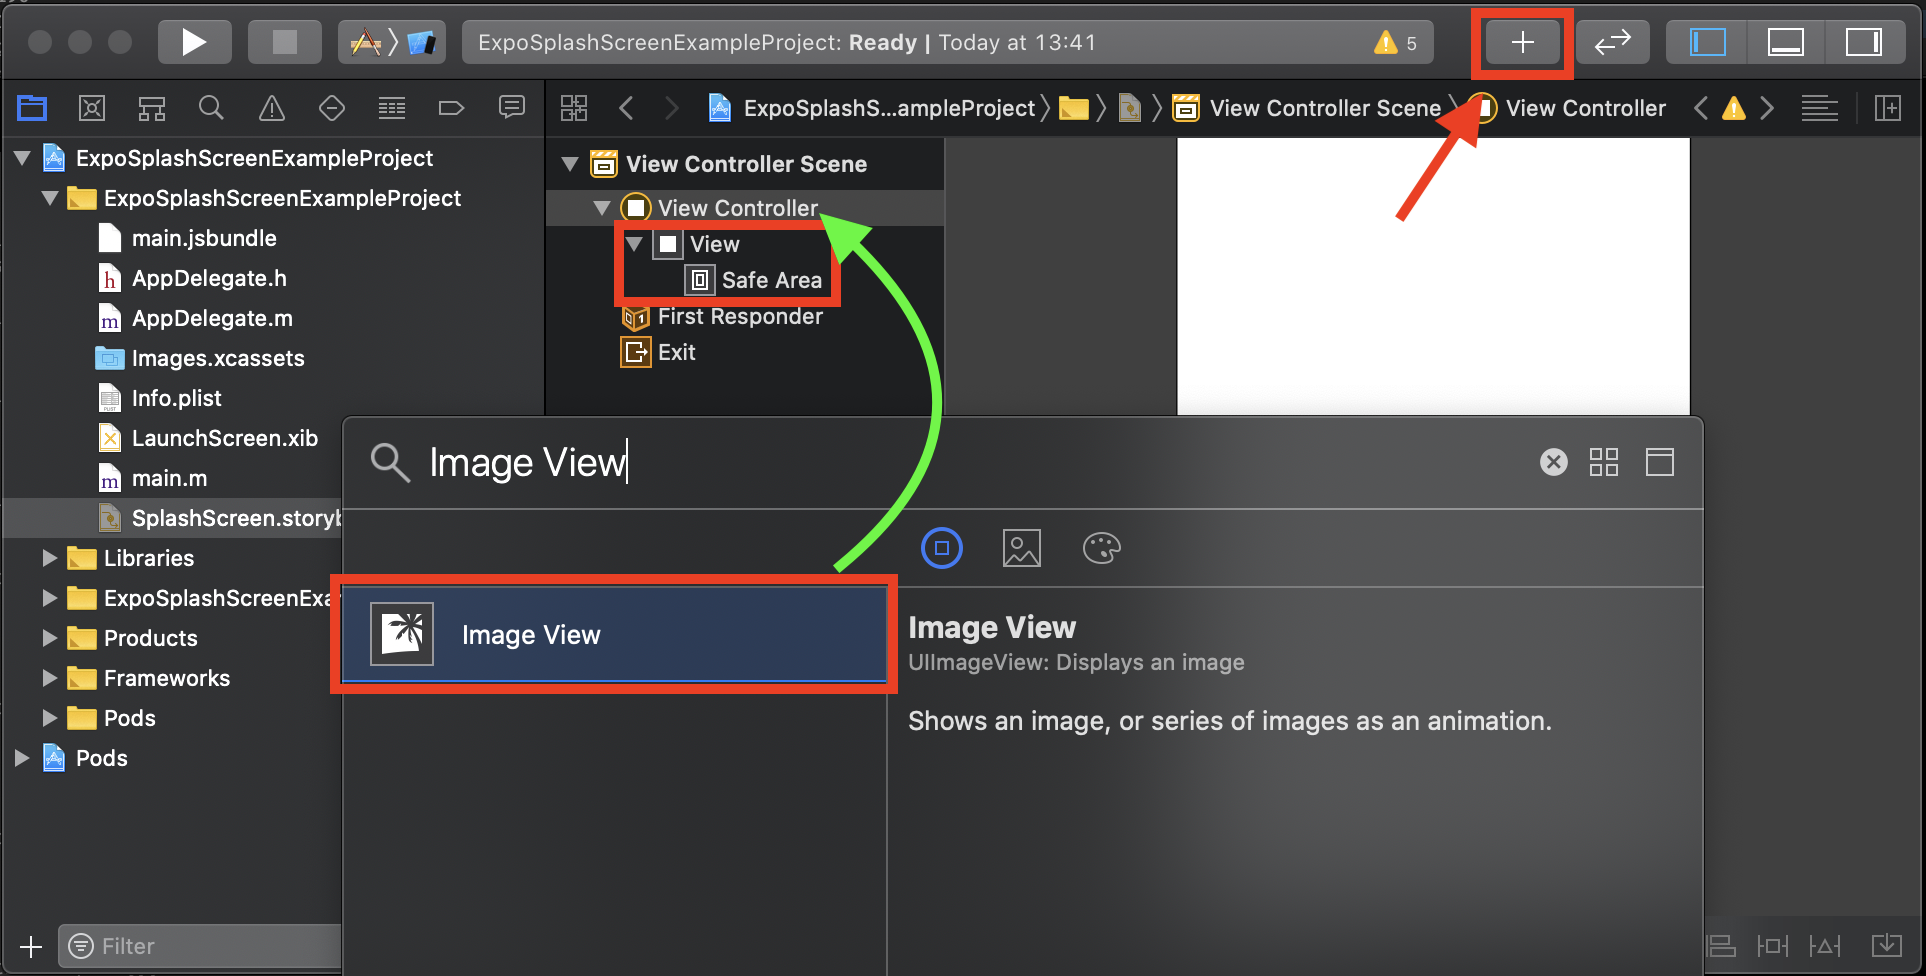 ExpoSplashScreenExampleProject: Ready | Today at 13:41
5
ExpoSplashS...ampleProject
View Controller Scene
View Controller
ExpoSplashScreenExampleProject
ExpoSplashScreenExampleProject
main.jsbundle
h AppDelegate.h
m AppDelegate.m
Images.xcassets
Info.plist
LaunchScreen.xib
m main.m
SplashScreen.storyb
Libraries
ExpoSplashScreenExa
Products
Frameworks
Pods
Pods
Filter
View Controller Scene
View Controller
View
Safe Area
First Responder
Exit
Image View
Image View
Image View
UIImageView: Displays an image
Shows an image, or series of images as an animation.